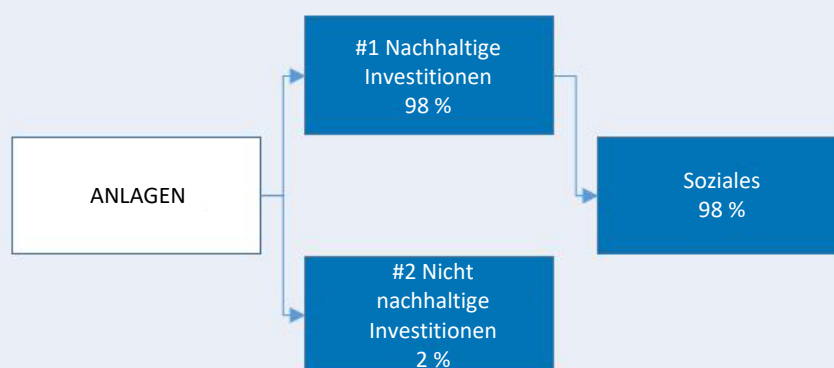 #1 Nachhaltige
Investitionen
98 %
ANLAGEN
Soziales
98 %
#2 Nicht
nachhaltige
Investitionen
2 %